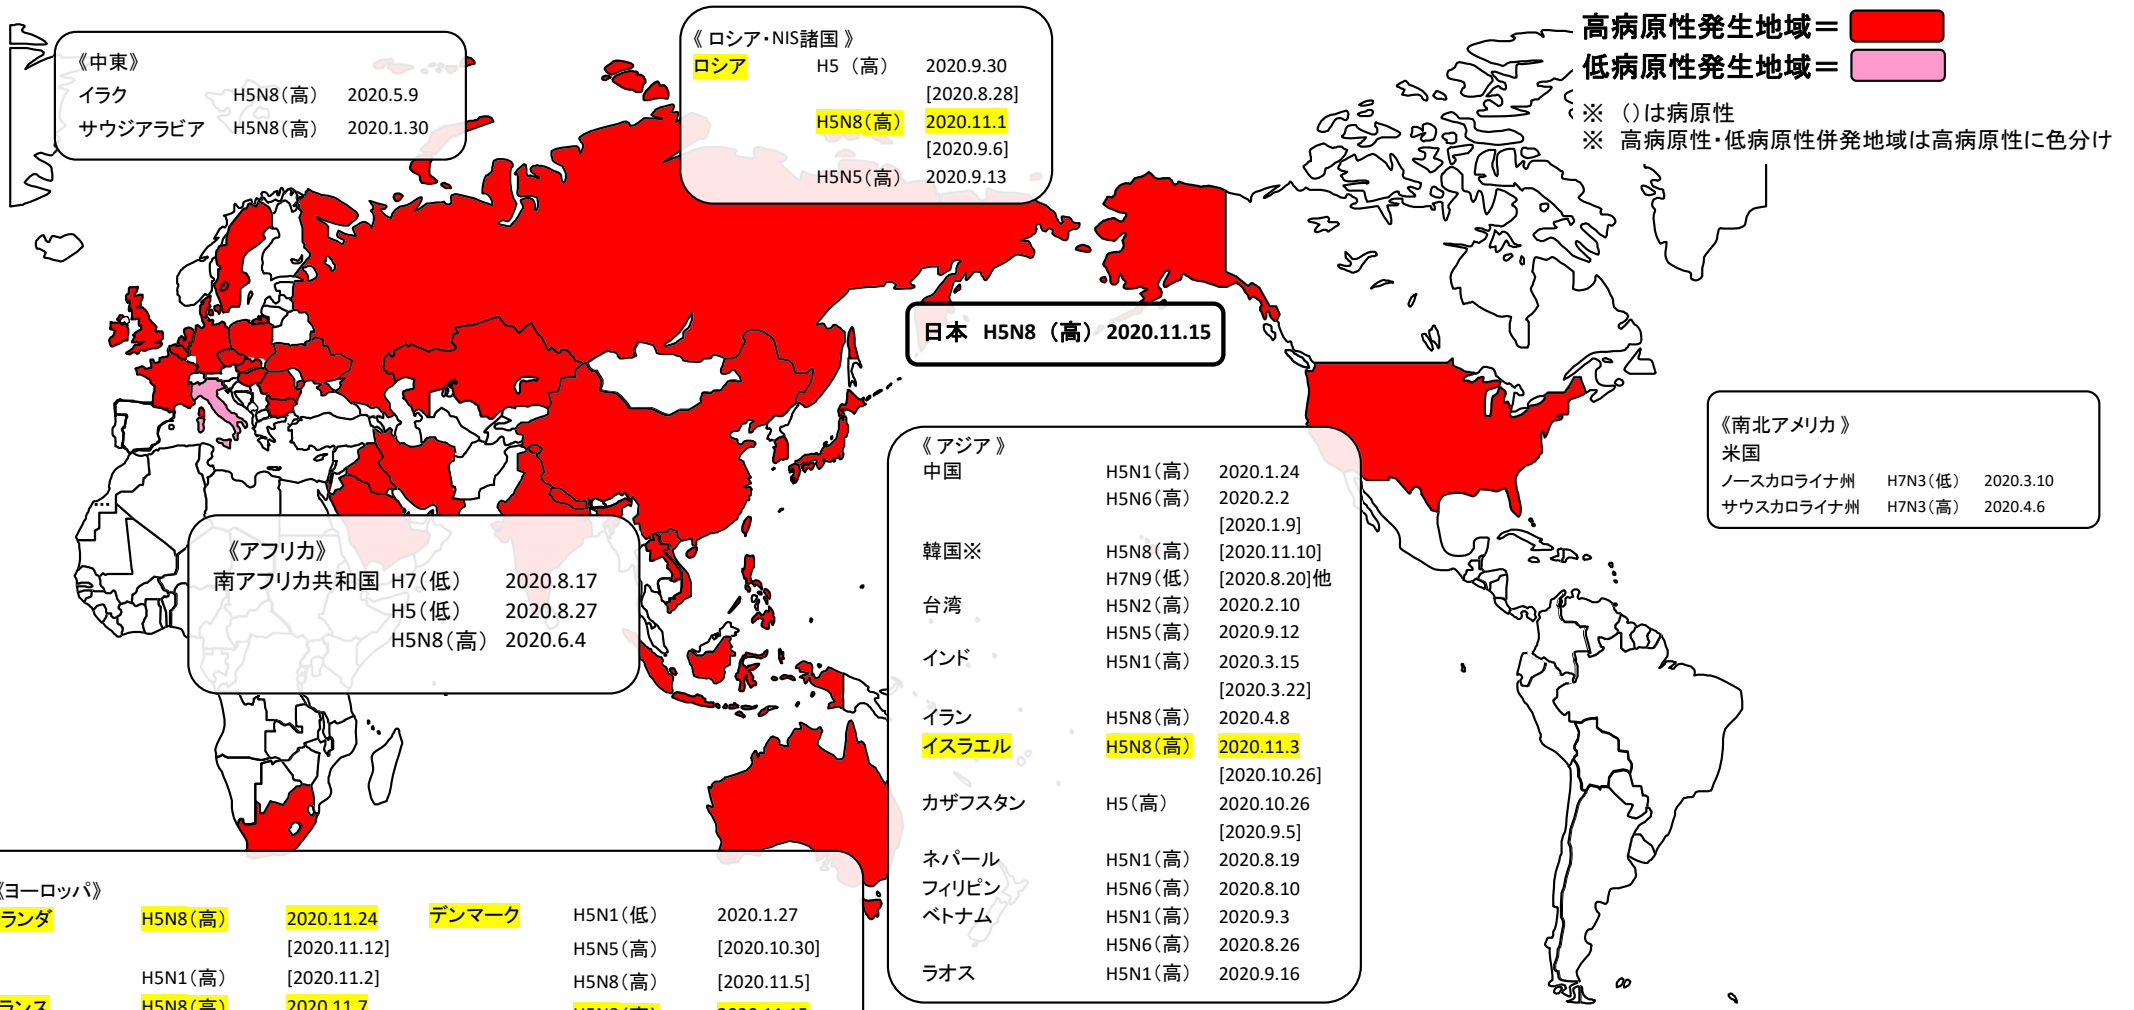 高病原性発生地域＝
低病原性発生地域＝
※ （）は病原性
※ 高病原性・低病原性併発地域は高病原性に色分け
《中東》
イラク H5N8（高） 2020.5.9
サウジアラビア H5N8（高） 2020.1.30
《 ロシア・NIS諸国 》
ロシア H5 （高） 2020.9.30
[2020.8.28]
H5N8（高） 2020.11.1
[2020.9.6]
H5N5（高） 2020.9.13
日本 H5N8 （高） 2020.11.15
《南北アメリカ 》
米国
ノースカロライナ州 H7N3（低） 2020.3.10
サウスカロライナ州 H7N3（高） 2020.4.6
《 アジア 》
中国 H5N1（高） 2020.1.24
H5N6（高） 2020.2.2
[2020.1.9]
韓国※ H5N8（高） [2020.11.10]
H7N9（低） [2020.8.20]他
台湾 H5N2（高） 2020.2.10
H5N5（高） 2020.9.12
インド H5N1（高） 2020.3.15
[2020.3.22]
イラン H5N8（高） 2020.4.8
イスラエル H5N8（高） 2020.11.3
[2020.10.26]
カザフスタン H5（高） 2020.10.26
[2020.9.5]
ネパール H5N1（高） 2020.8.19
フィリピン H5N6（高） 2020.8.10
ベトナム H5N1（高） 2020.9.3
H5N6（高） 2020.8.26
ラオス H5N1（高） 2020.9.16
《アフリカ》
南アフリカ共和国 H7（低） 2020.8.17
H5（低） 2020.8.27
H5N8（高） 2020.6.4
《ヨーロッパ》
ランダ H5N8（高） 2020.11.24 デンマーク H5N1（低） 2020.1.27
[2020.11.12] H5N5（高） [2020.10.30]
H5N1（高） [2020.11.2] H5N8（高） [2020.11.5]
ランス H5N8（高） 2020.11.7